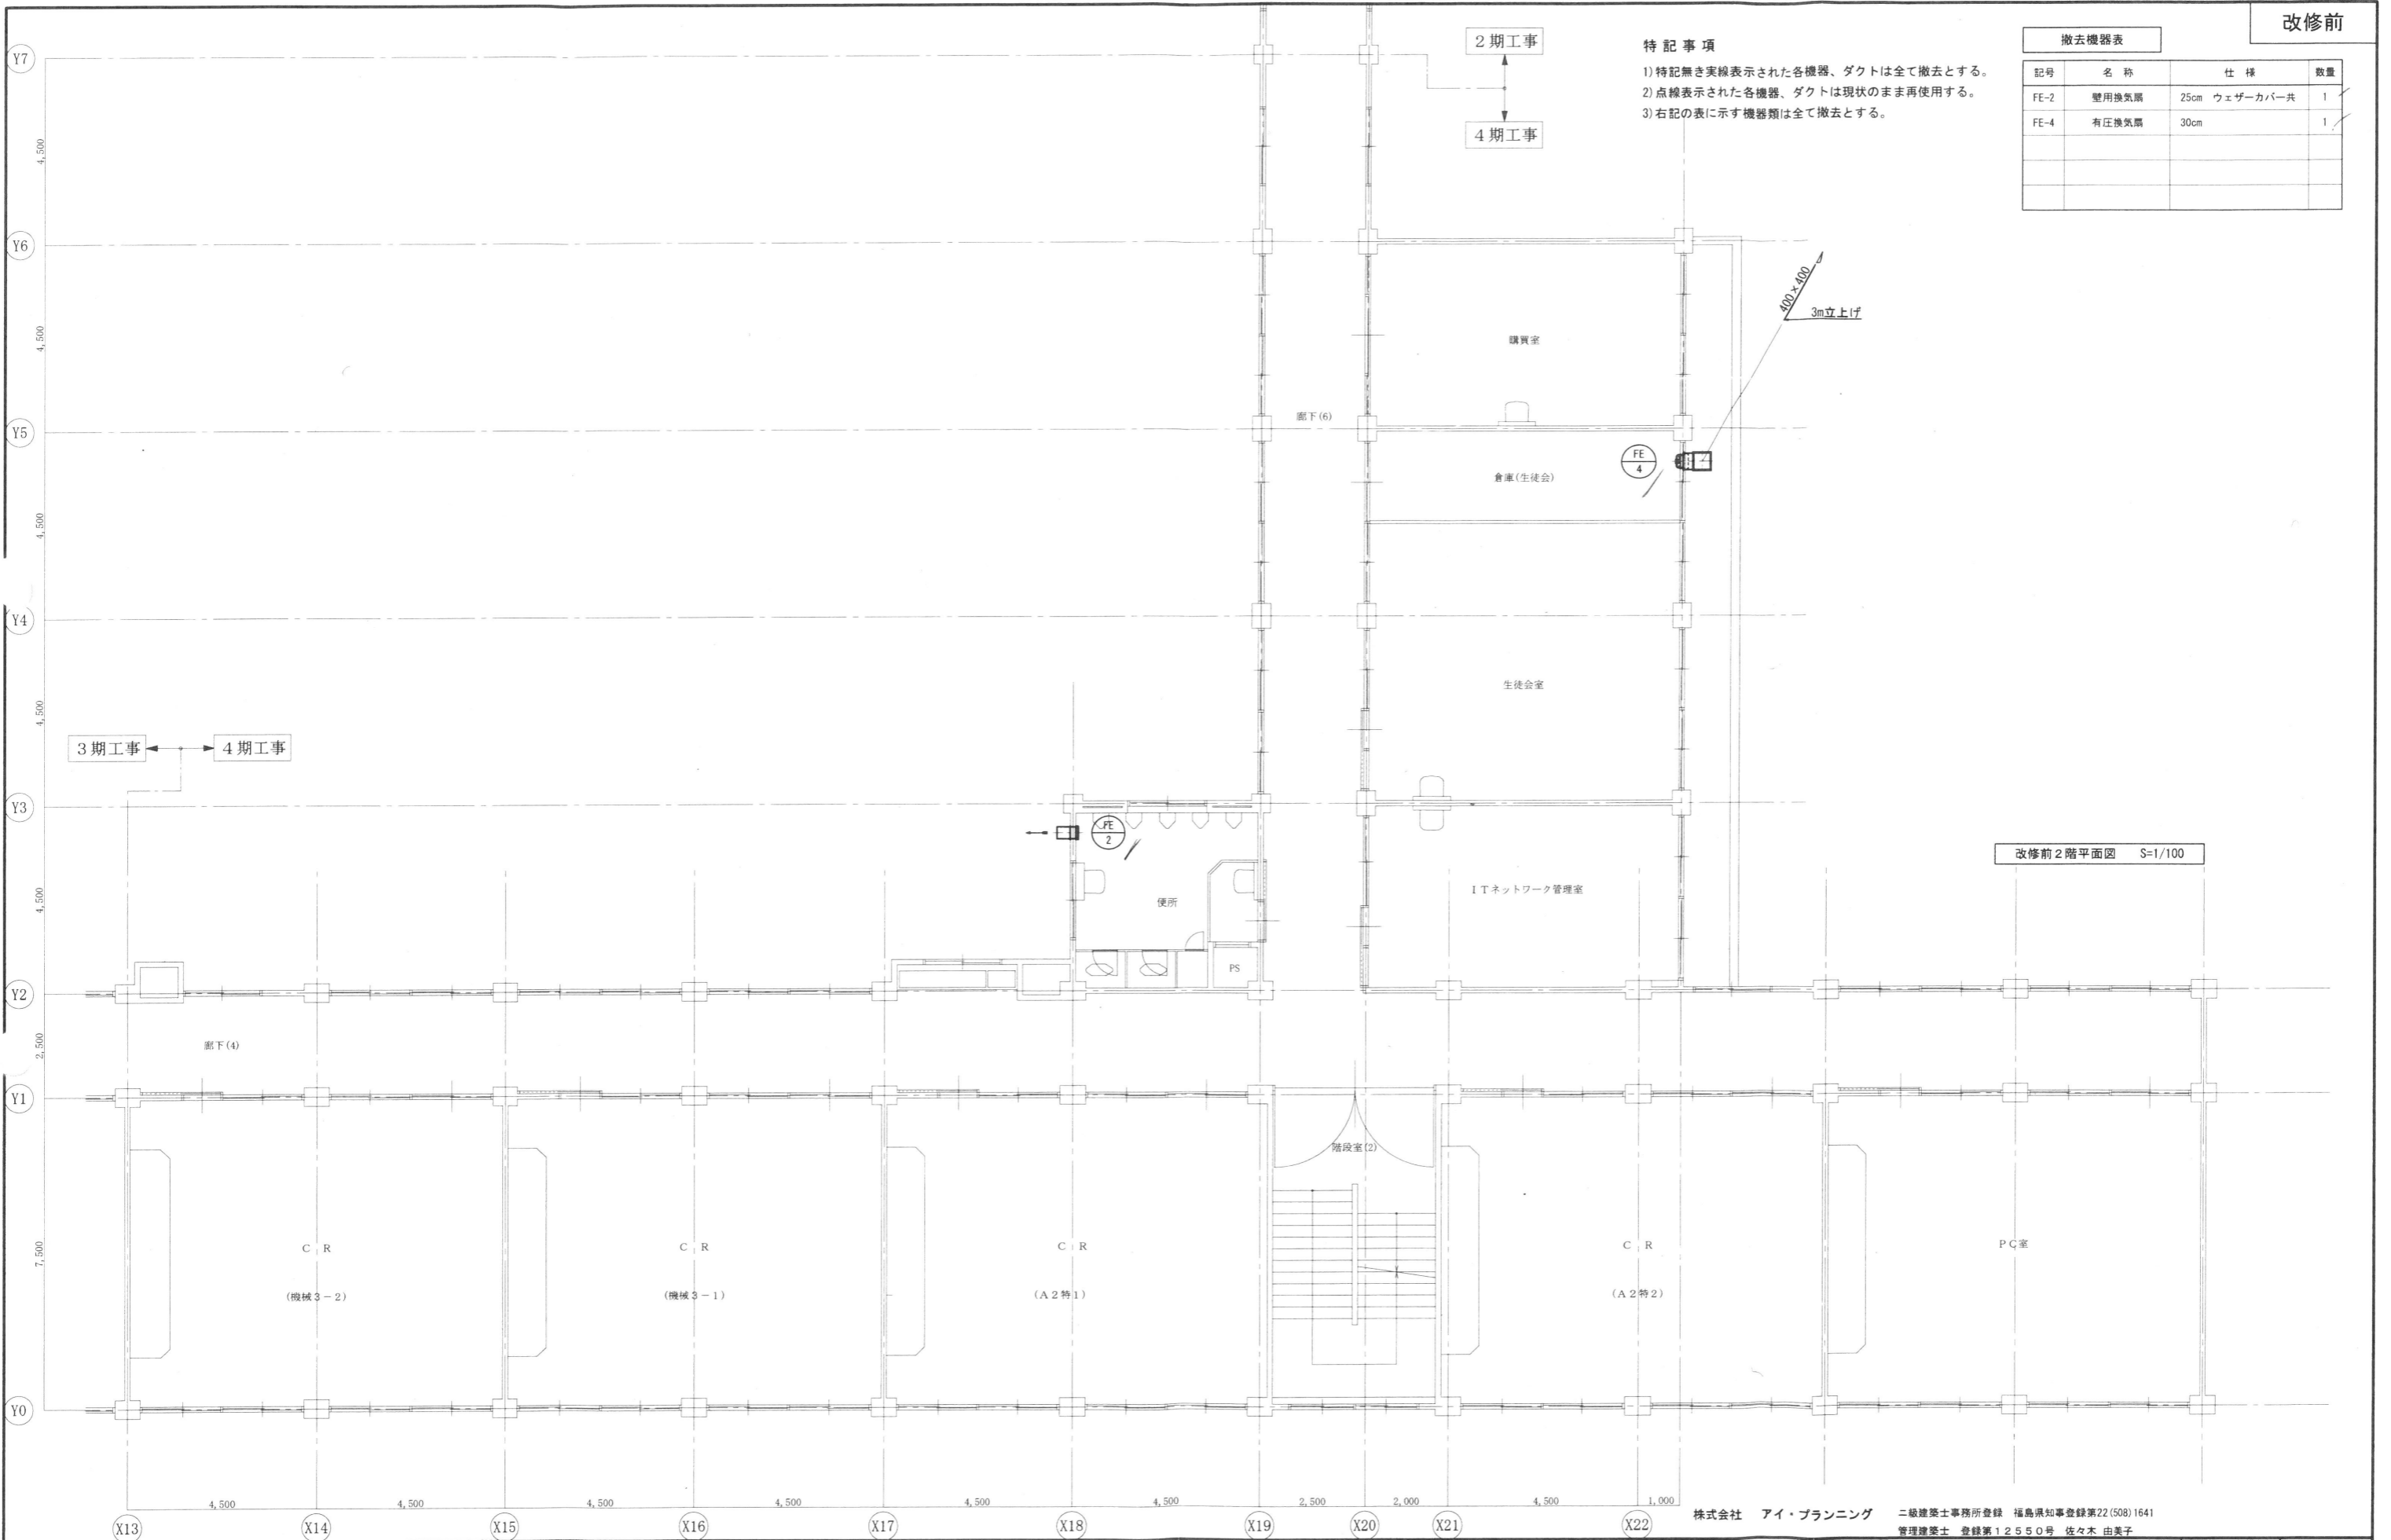 改修前
撤去機器表
記号 名 称 仕 様 数量
FE-2 壁用換気扇 25cm ウェザーカバー共 1
FE-4 有圧換気扇 30cm 1
特 記 事 項
1)特記無き実線表示された各機器、ダクトは全て撤去とする。
2)点線表示された各機器、ダクトは現状のまま再使用する。
3)右記の表に示す機器類は全て撤去とする。
2期工事
4期工事
Y7
4,500
Y6
400×400
3m立上げ
4,500
購買室
廊下(6)
Y5
FE
4
倉庫(生徒会)
4,500
Y4
生徒会室
4,500
3期工事
4期工事
Y3
FE
2
改修前2階平面図 S=1/100
ITネットワーク管理室
4,500
便所
PS
Y2
廊下(4)
2,500
Y1
階段室(2)
7,500
C R
(機械3-2)
C R
(機械3-1)
C R
(A2特1)
C R
(A2特2)
PC室
Y0
4,500 4,500 4,500 4,500 4,500 4,500 2,500 2,000 4,500 1,000
X13 X14 X15 X16 X17 X18 X19 X20 X21 X22
株式会社 アイ・プランニング
二級建築士事務所登録 福島県知事登録第22(508)1641
管理建築士 登録第12550号 佐々木 由美子